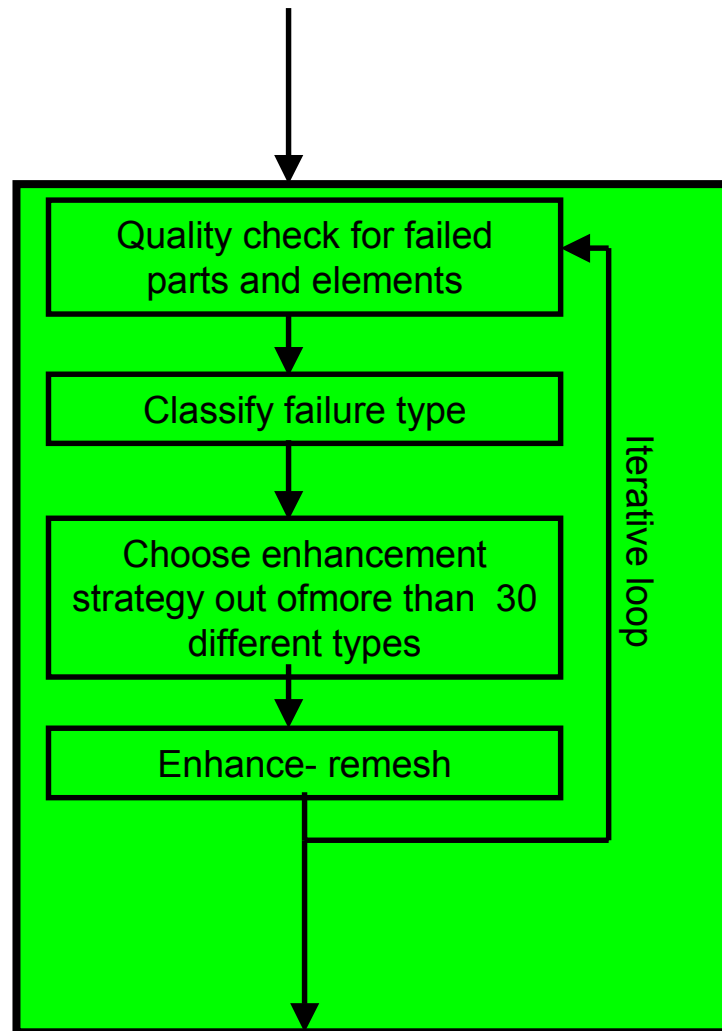 Quality check for failed
parts and elements
Classify failure type
Choose enhancement
strategy out ofmore than  30
different types
Enhance- remesh
Iterative loop